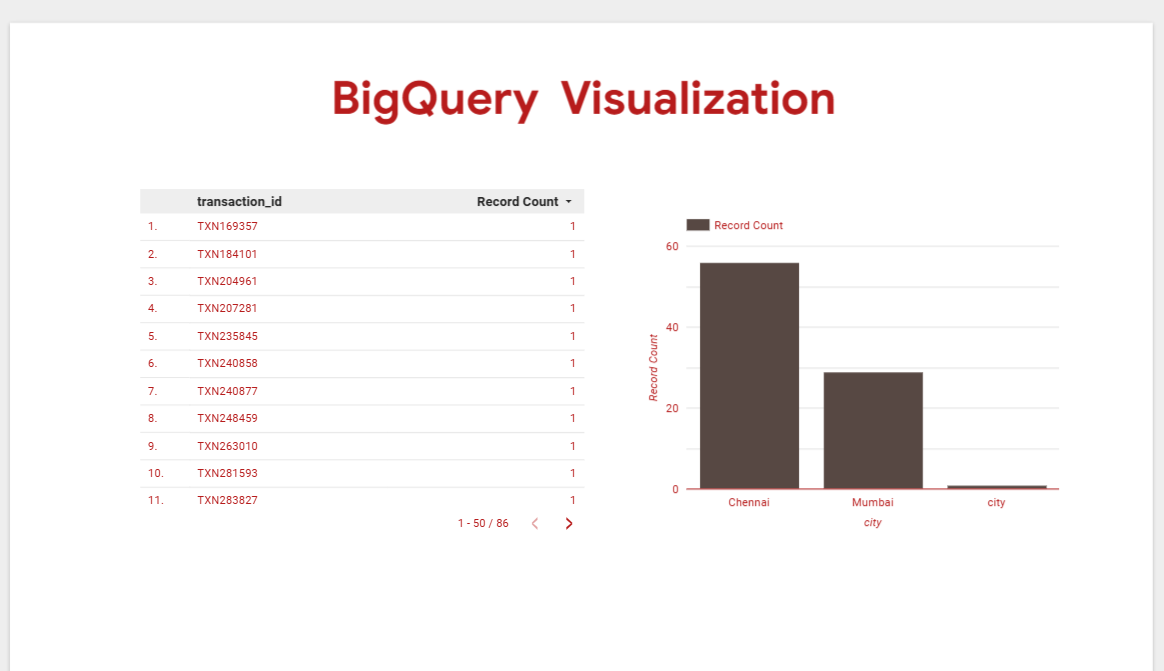 BigQuery Visualization
transaction_id Record Count
1. TXN169357 1
2. TXN184101 1
3. TXN204961 1
4. TXN207281 1
5. TXN235845 1
6. TXN240858 1
7. TXN240877 1
8. TXN248459 1
9. TXN263010 1
10. TXN281593 1
11. TXN283827 1
1 - 50 / 86
Record Count
60
40
20
0
Record Count
Chennai Mumbai city
city